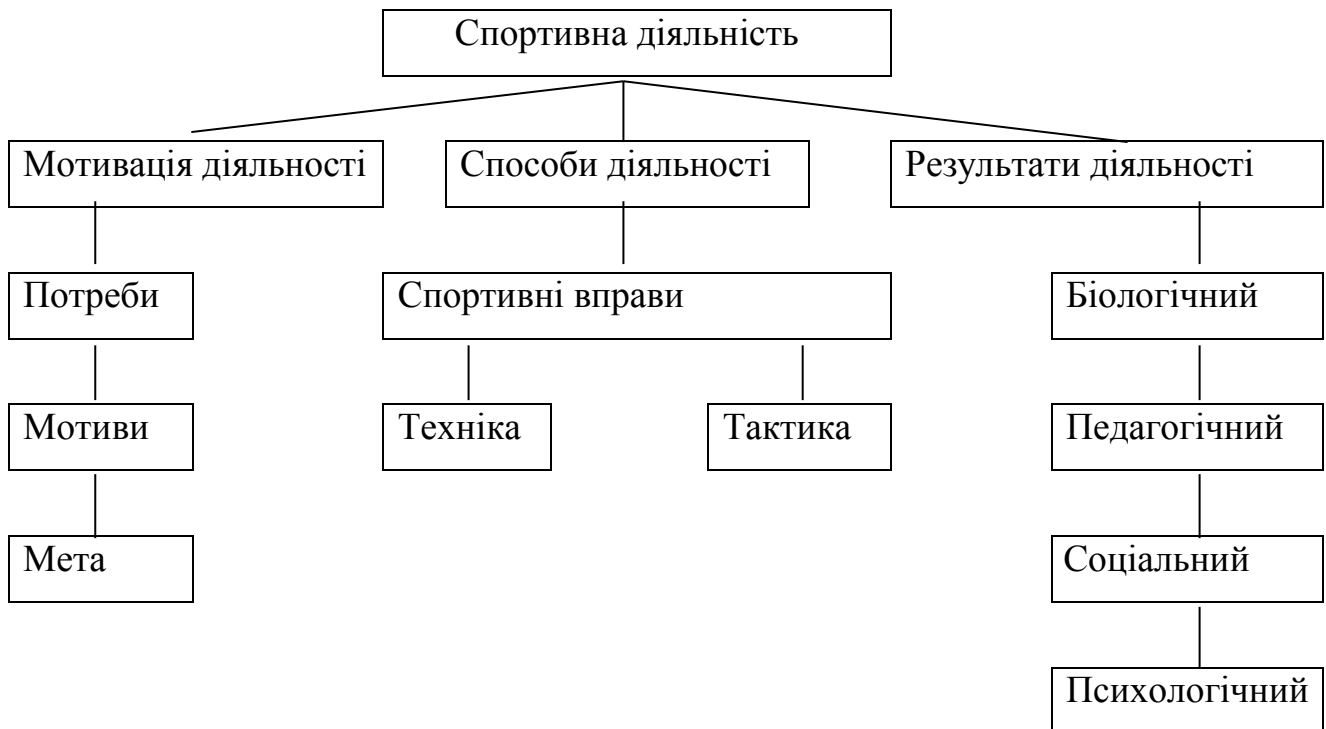 Спортивна діяльність
Мотивація діяльності
Способи діяльності
Результати діяльності
Потреби
Спортивні вправи
Біологічний
Мотиви
Техніка
Тактика
Педагогічний
Мета
Соціальний
Психологічний